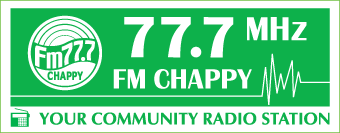 Fm77.7
CHAPPY
77.7 MHz
FM CHAPPY
YOUR COMMUNITY RADIO STATION